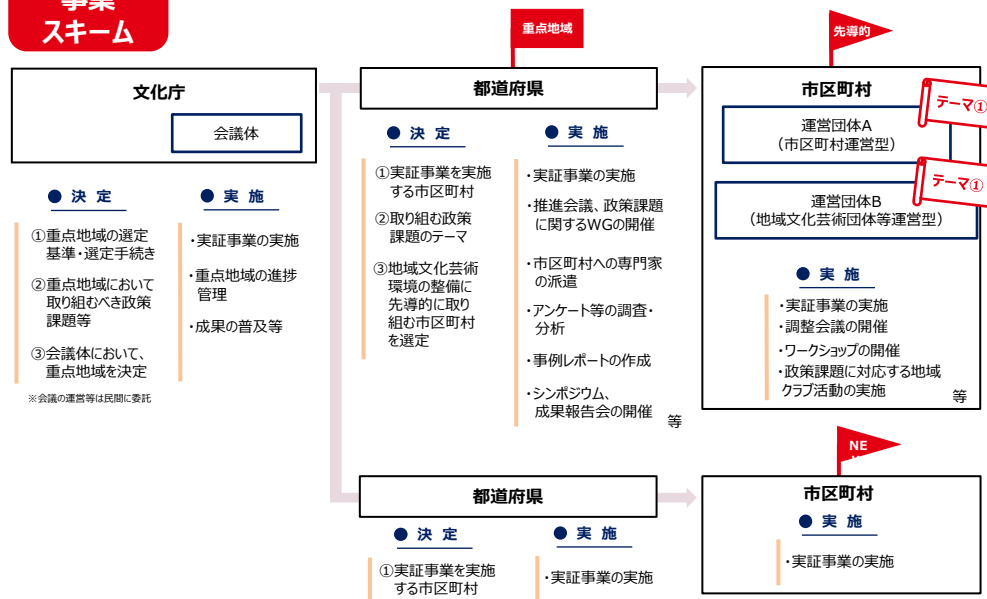 事業
スキーム
文化庁
会議体
● 決 定
①重点地域の選定
基準・選定手続き
②重点地域において
取り組むべき政策
課題等
③会議体において、
重点地域を決定
※会議の運営等は民間に委託
● 実 施
・実証事業の実施
・重点地域の進捗
管理
・成果の普及等
重点地域
都道府県
● 決 定
①実証事業を実施
する市区町村
②取り組む政策
課題のテーマ
③地域文化芸術
環境の整備に
先導的に取り
組む市区町村
を選定
● 実 施
・実証事業の実施
・推進会議、政策課題
に関するWGの開催
・市区町村への専門家
の派遣
・アンケート等の調査・
分析
・事例レポートの作成
・シンポジウム、
成果報告会の開催
等
先導的
市区町村
テーマ①
運営団体A
（市区町村運営型）
テーマ①
運営団体B
（地域文化芸術団体等運営型）
● 実 施
・実証事業の実施
・調整会議の開催
・ワークショップの開催
・政策課題に対応する地域
クラブ活動の実施
等
都道府県
● 決 定
①実証事業を実施
する市区町村
● 実 施
・実証事業の実施
NE
市区町村
● 実 施
・実証事業の実施